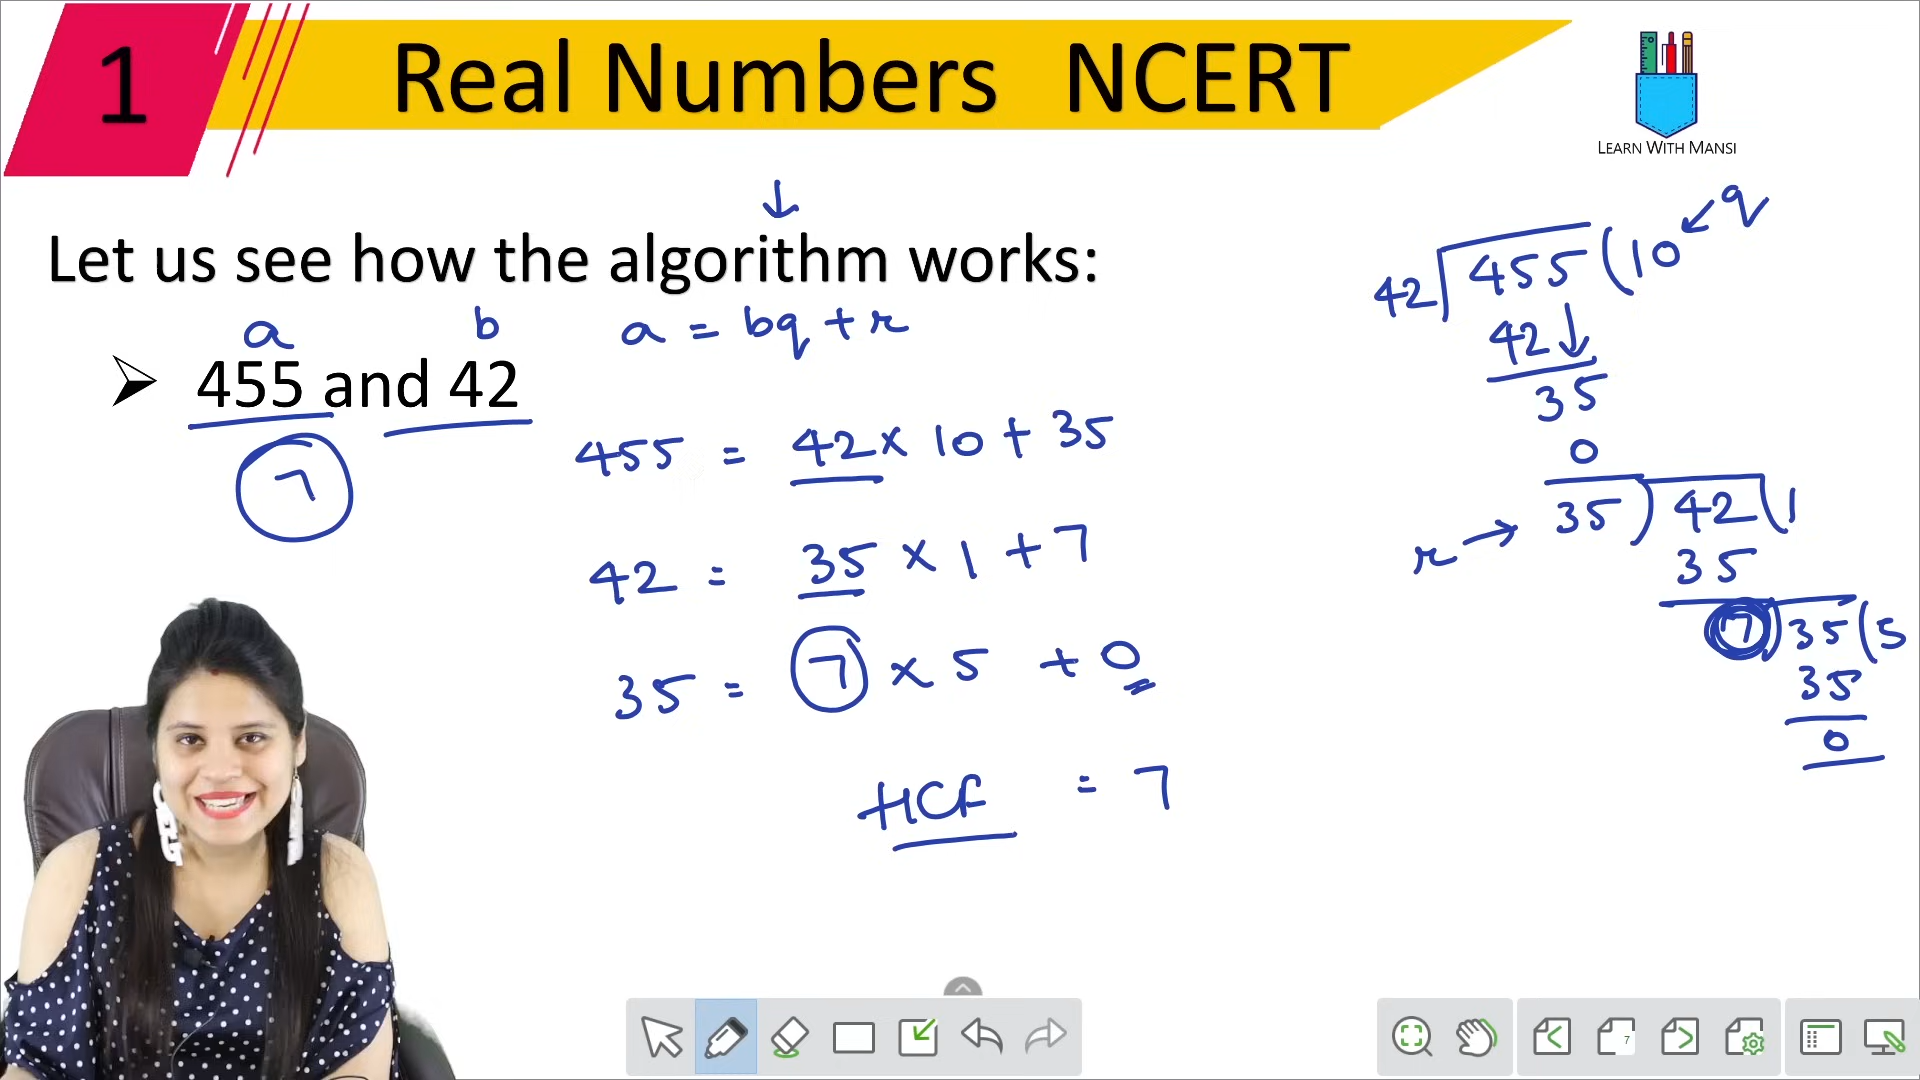 1 Real Numbers NCERT
LEARN WITH MANSI
Let us see how the algorithm works:
a b a = bq + r
➢ 455 and 42
7
455 = 42 × 10 + 35
42 = 35 × 1 + 7
35 = 7 × 5 + 0
HCF = 7
q
42 455 ( 10
42
35
0
r → 35 ) 42 ( 1
35
7 ) 35 ( 5
35
0
7